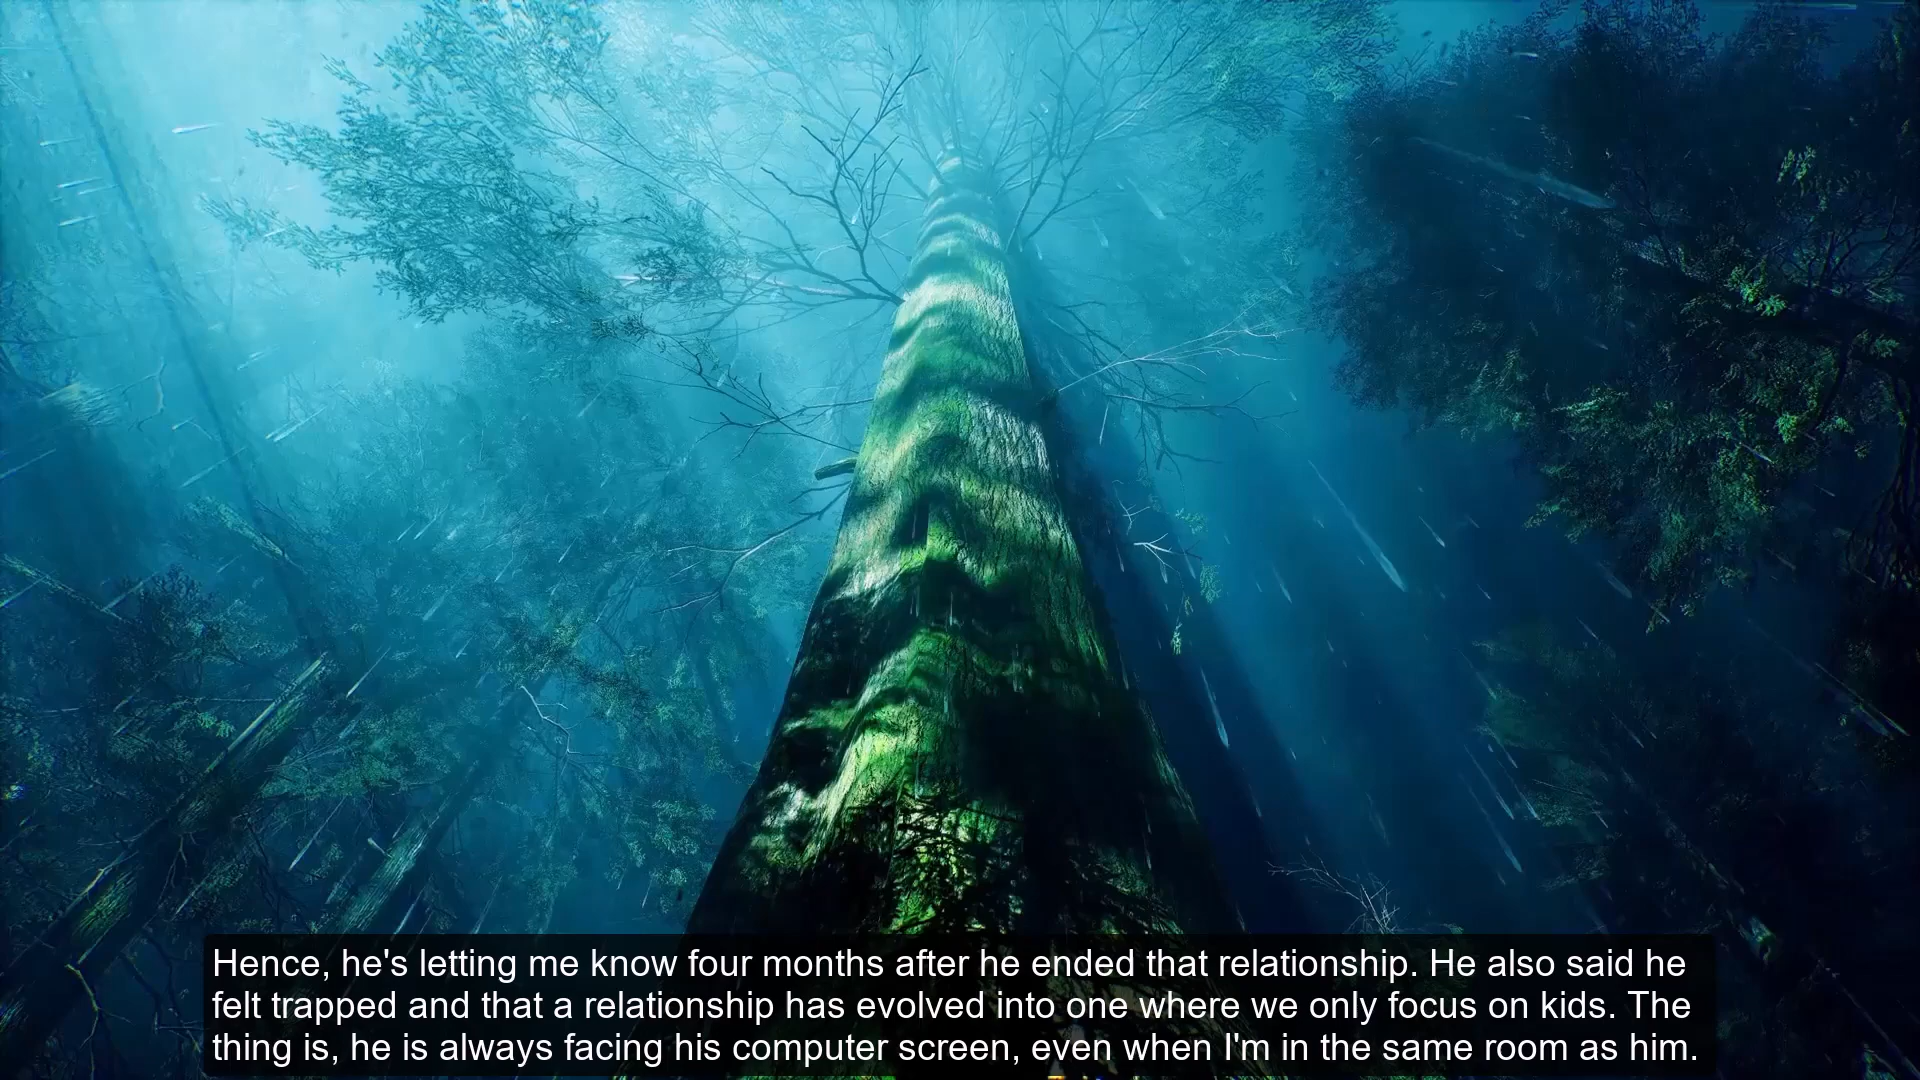 Hence, he's letting me know four months after he ended that relationship. He also said he
felt trapped and that a relationship has evolved into one where we only focus on kids. The
thing is, he is always facing his computer screen, even when I'm in the same room as him.